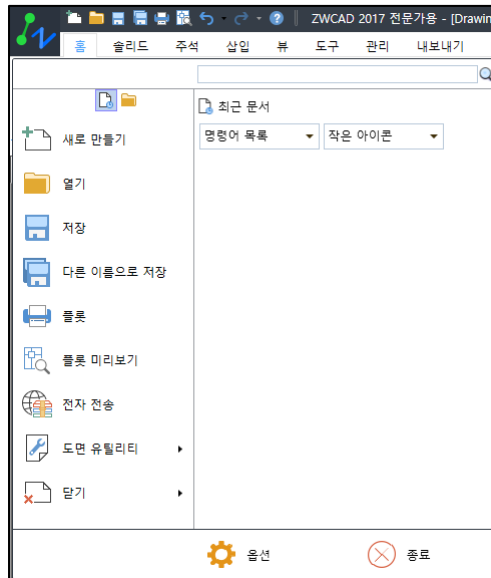 ZWCAD 2017 전문가용 - [Drawin
홈 솔리드 주석 삽입 뷰 도구 관리 내보내기
최근 문서
명령어 목록 작은 아이콘
새로 만들기
열기
저장
다른 이름으로 저장
플롯
플롯 미리보기
전자 전송
도면 유틸리티
닫기
옵션 종료